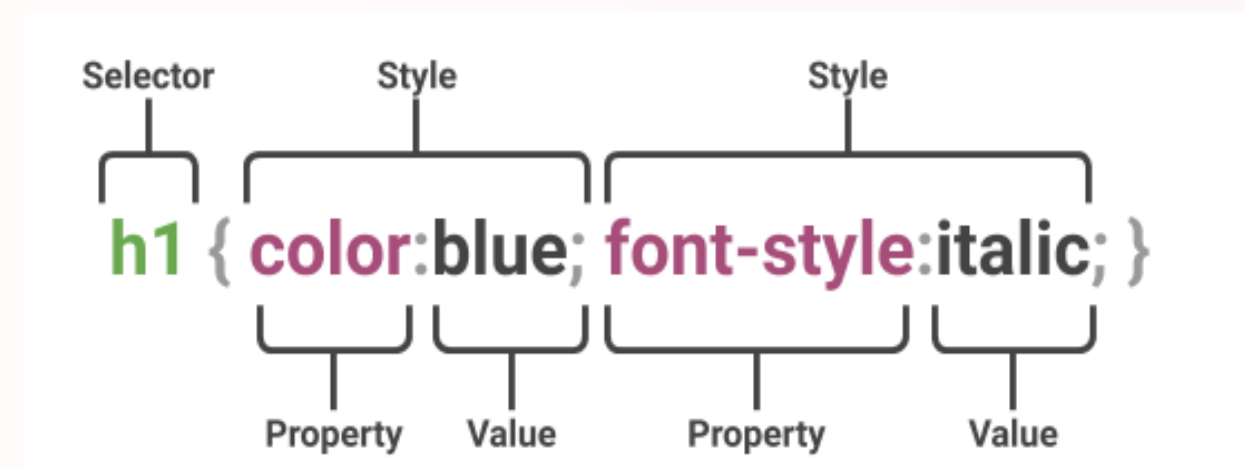 Selector Style Style
h1 { color:blue; font-style:italic; }
Property Value Property Value